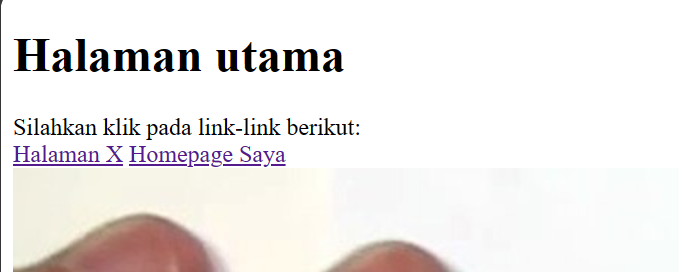 Halaman utama
Silahkan klik pada link-link berikut:
Halaman X Homepage Saya